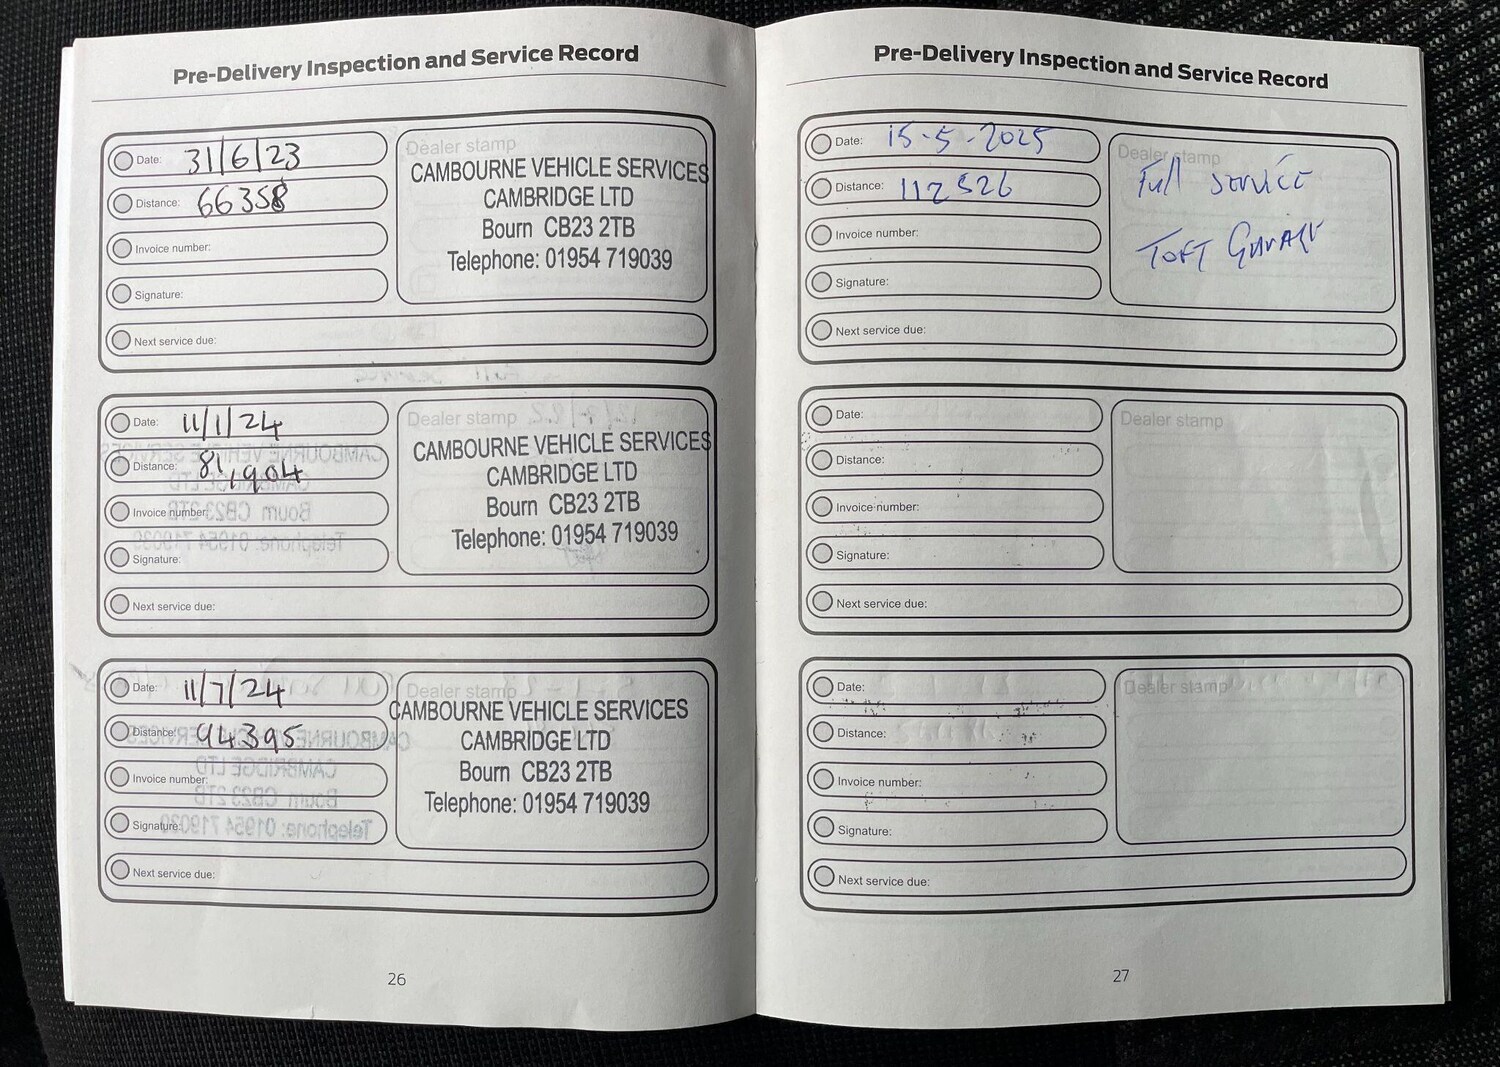 Pre-Delivery Inspection and Service Record
Date: 31/6/23
Distance: 66358
Invoice number:
Signature:
Next service due:
Dealer stamp
CAMBOURNE VEHICLE SERVICES
CAMBRIDGE LTD
Bourn CB23 2TB
Telephone: 01954 719039
Date: 11/1/24
Distance: 81,904
Invoice number:
Signature:
Next service due:
Dealer stamp
CAMBOURNE VEHICLE SERVICES
CAMBRIDGE LTD
Bourn CB23 2TB
Telephone: 01954 719039
Date: 11/7/24
Distance: 94395
Invoice number:
Signature:
Next service due:
Dealer stamp
CAMBOURNE VEHICLE SERVICES
CAMBRIDGE LTD
Bourn CB23 2TB
Telephone: 01954 719039
26
Pre-Delivery Inspection and Service Record
Date: 15-5-2025
Distance: 112526
Invoice number:
Signature:
Next service due:
Dealer stamp
Full service
TOFT GARAGE
Date:
Distance:
Invoice number:
Signature:
Next service due:
Dealer stamp
Date:
Distance:
Invoice number:
Signature:
Next service due:
Dealer stamp
27